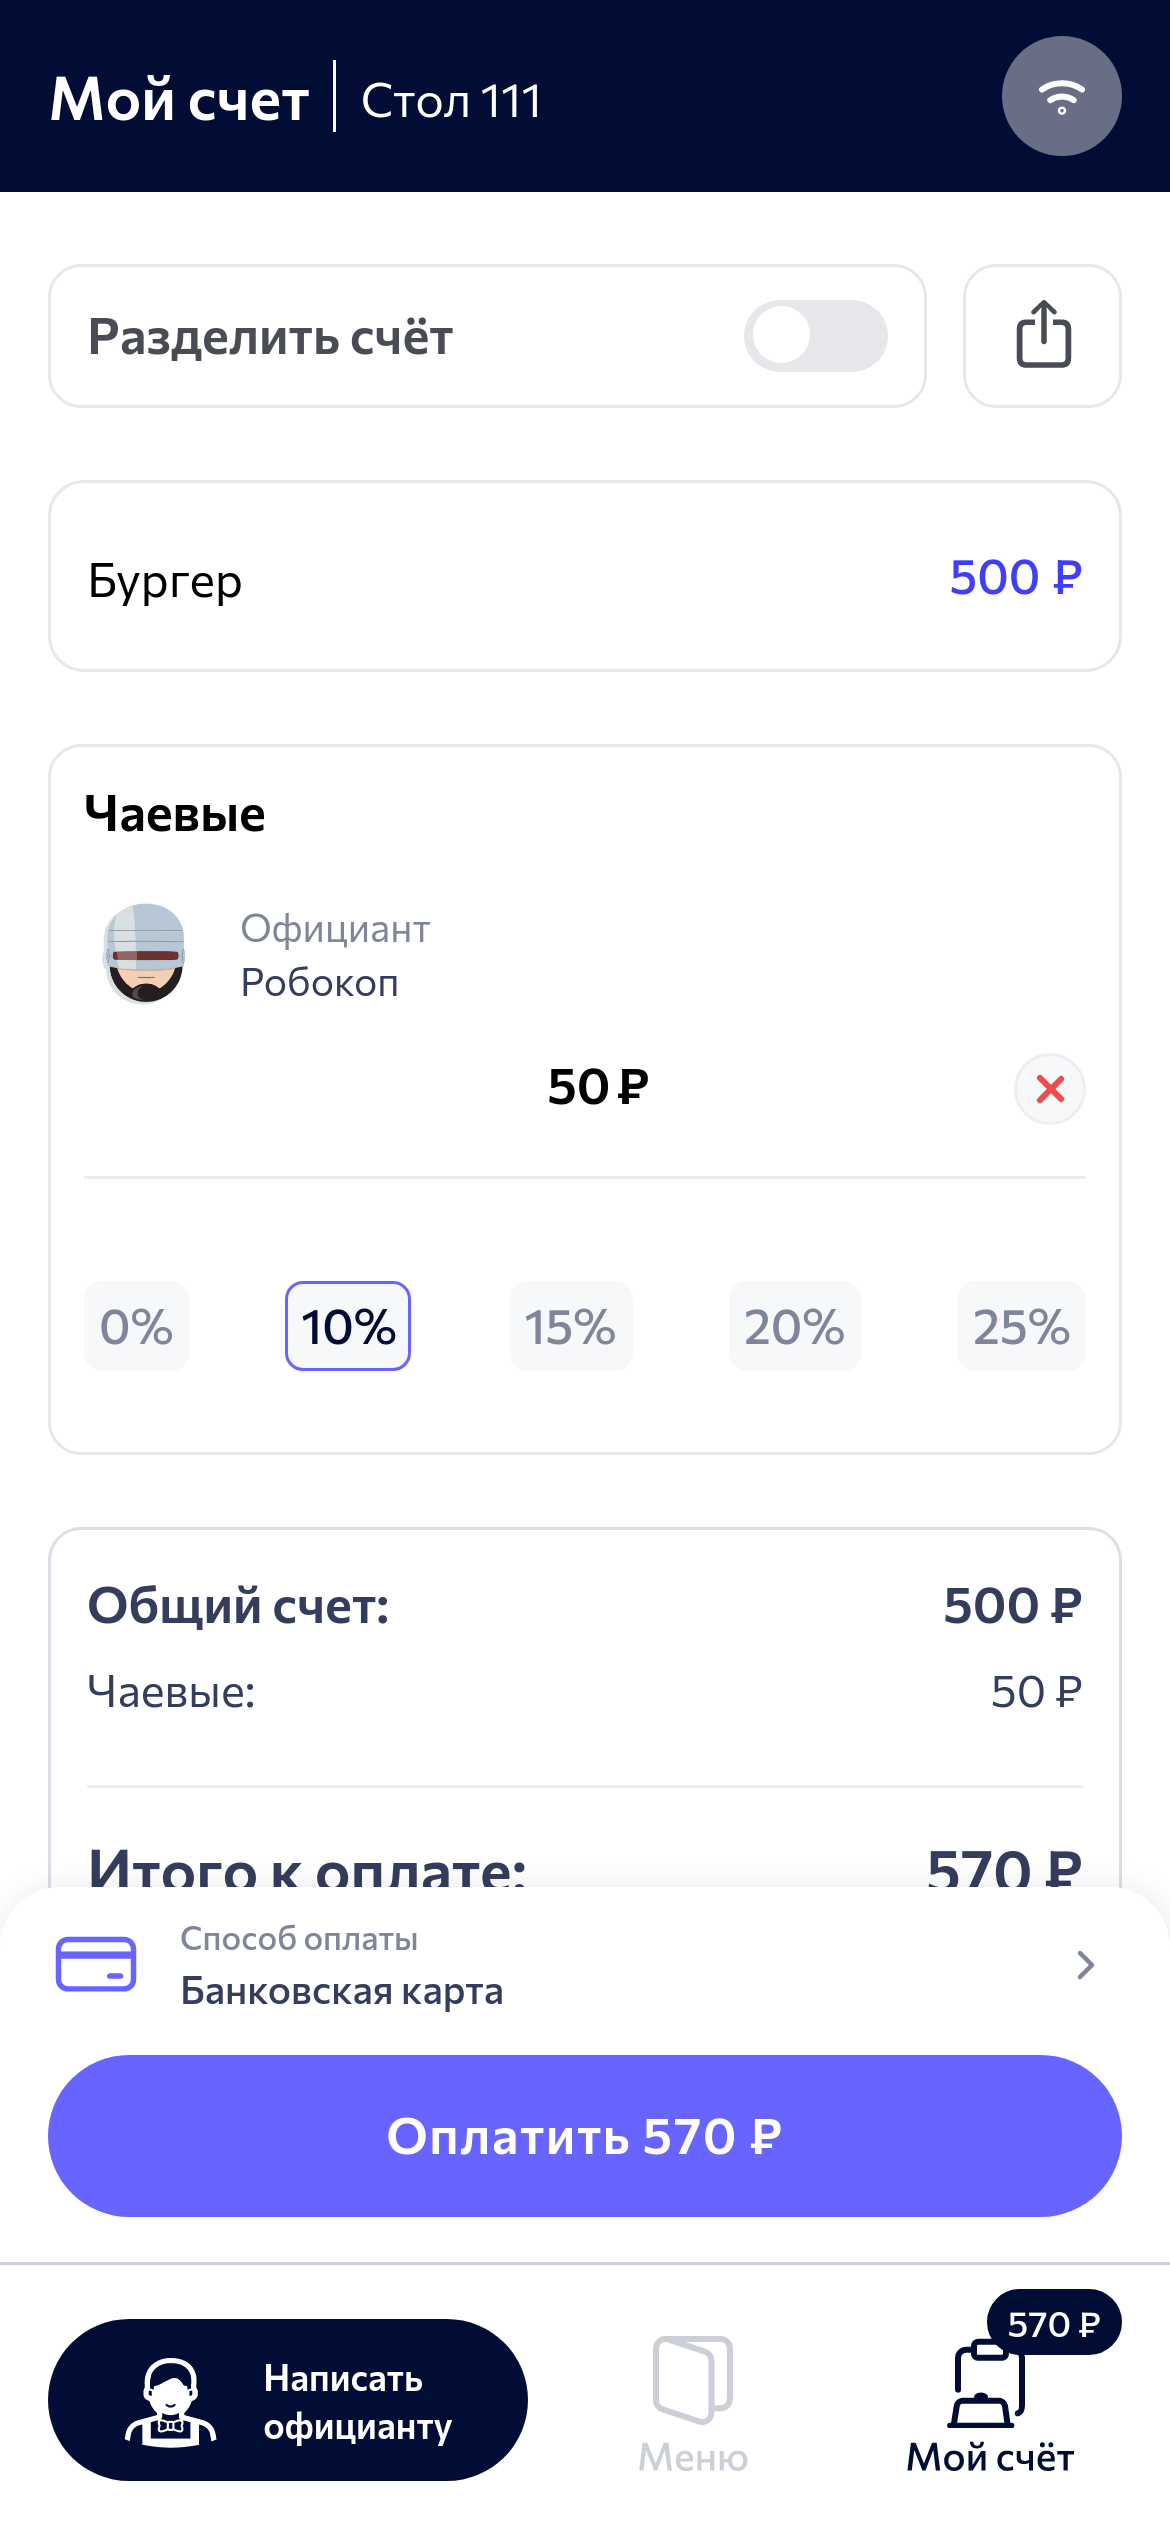 Мой счет
Стол 111
Разделить счёт
Бургер
500 ₽
Чаевые
Официант
Робокоп
50 ₽
0%
10%
15%
20%
25%
Общий счет:
500 ₽
Чаевые:
50 ₽
Итого к оплате:
570 ₽
Способ оплаты
Банковская карта
Оплатить 570 ₽
Написать
официанту
Меню
570 ₽
Мой счёт